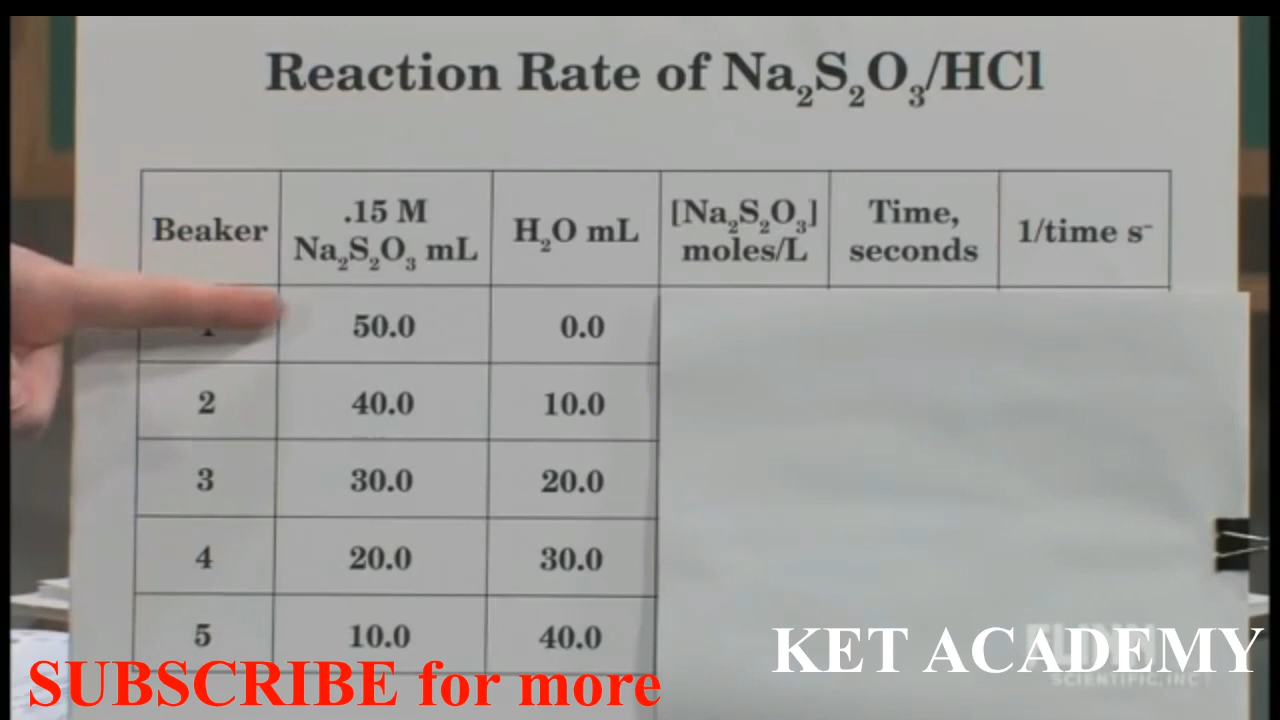 Reaction Rate of Na₂S₂O₃/HCl
Beaker
.15 M
Na₂S₂O₃ mL
H₂O mL
[Na₂S₂O₃]
moles/L
Time,
seconds
1/time s⁻
50.0 0.0
2 40.0 10.0
3 30.0 20.0
4 20.0 30.0
5 10.0 40.0
SUBSCRIBE for more
KET ACADEMY
SCIENTIFIC, INC